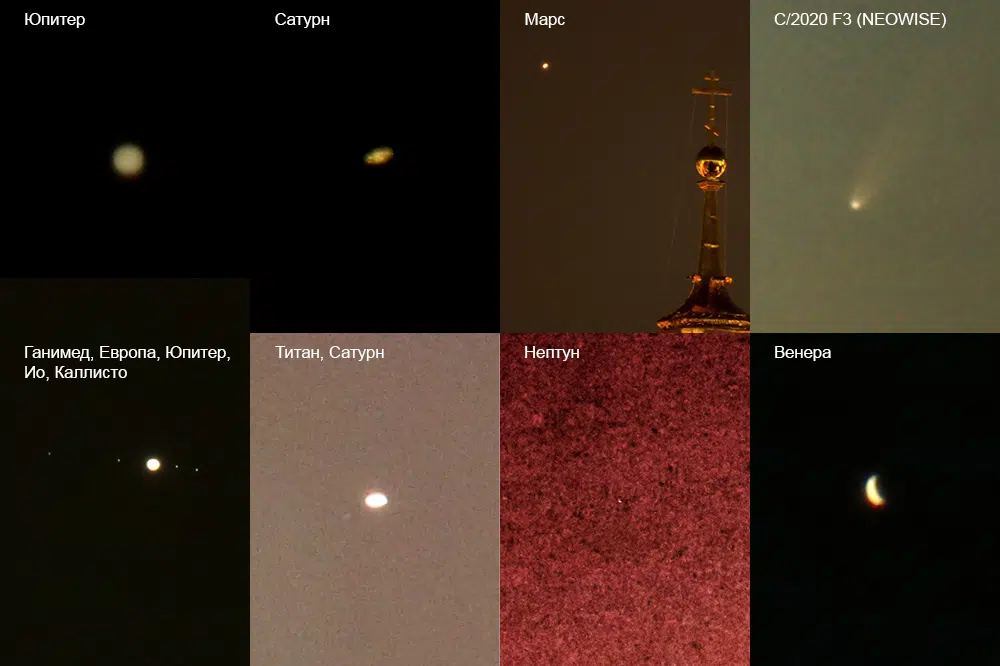 Юпитер
Сатурн
Марс
C/2020 F3 (NEOWISE)
Ганимед, Европа, Юпитер,
Ио, Каллисто
Титан, Сатурн
Нептун
Венера